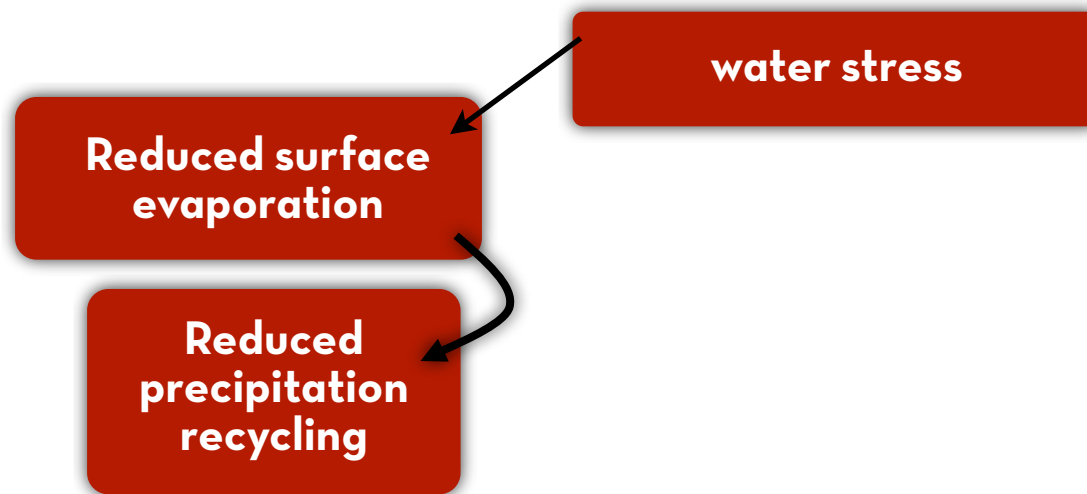 water stress
Reduced surface
evaporation
Reduced
precipitation
recycling